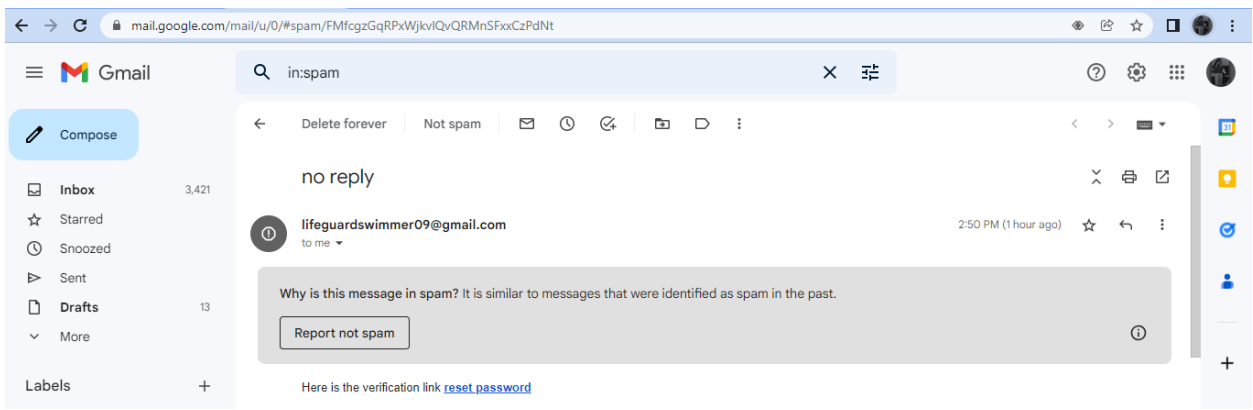 mail.google.com/mail/u/0/#spam/FMfcgzGqRPxWjkvlQvQRMnSFxxCzPdNt
Gmail
in:spam
Compose
Delete forever Not spam
no reply
Inbox 3,421
Starred
Snoozed
Sent
Drafts 13
More
Labels
lifeguardswimmer09@gmail.com 2:50 PM (1 hour ago)
to me
Why is this message in spam? It is similar to messages that were identified as spam in the past.
Report not spam
Here is the verification link reset password
31